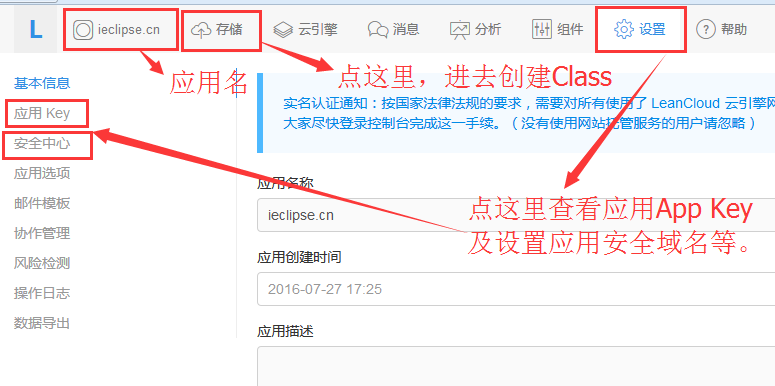 L ieclipse.cn 存储 云引擎 消息 分析 组件 设置 帮助
应用名
点这里，进去创建Class
基本信息
应用 Key
安全中心
应用选项
邮件模板
协作管理
风险检测
操作日志
数据导出
实名认证通知：按国家法律法规的要求，需要对所有使用了 LeanCloud 云引擎网
大家尽快登录控制台完成这一手续。（没有使用网站托管服务的用户请忽略）
应用名称
ieclipse.cn
点这里查看应用App Key
及设置应用安全域名等。
应用创建时间
2016-07-27 17:25
应用描述